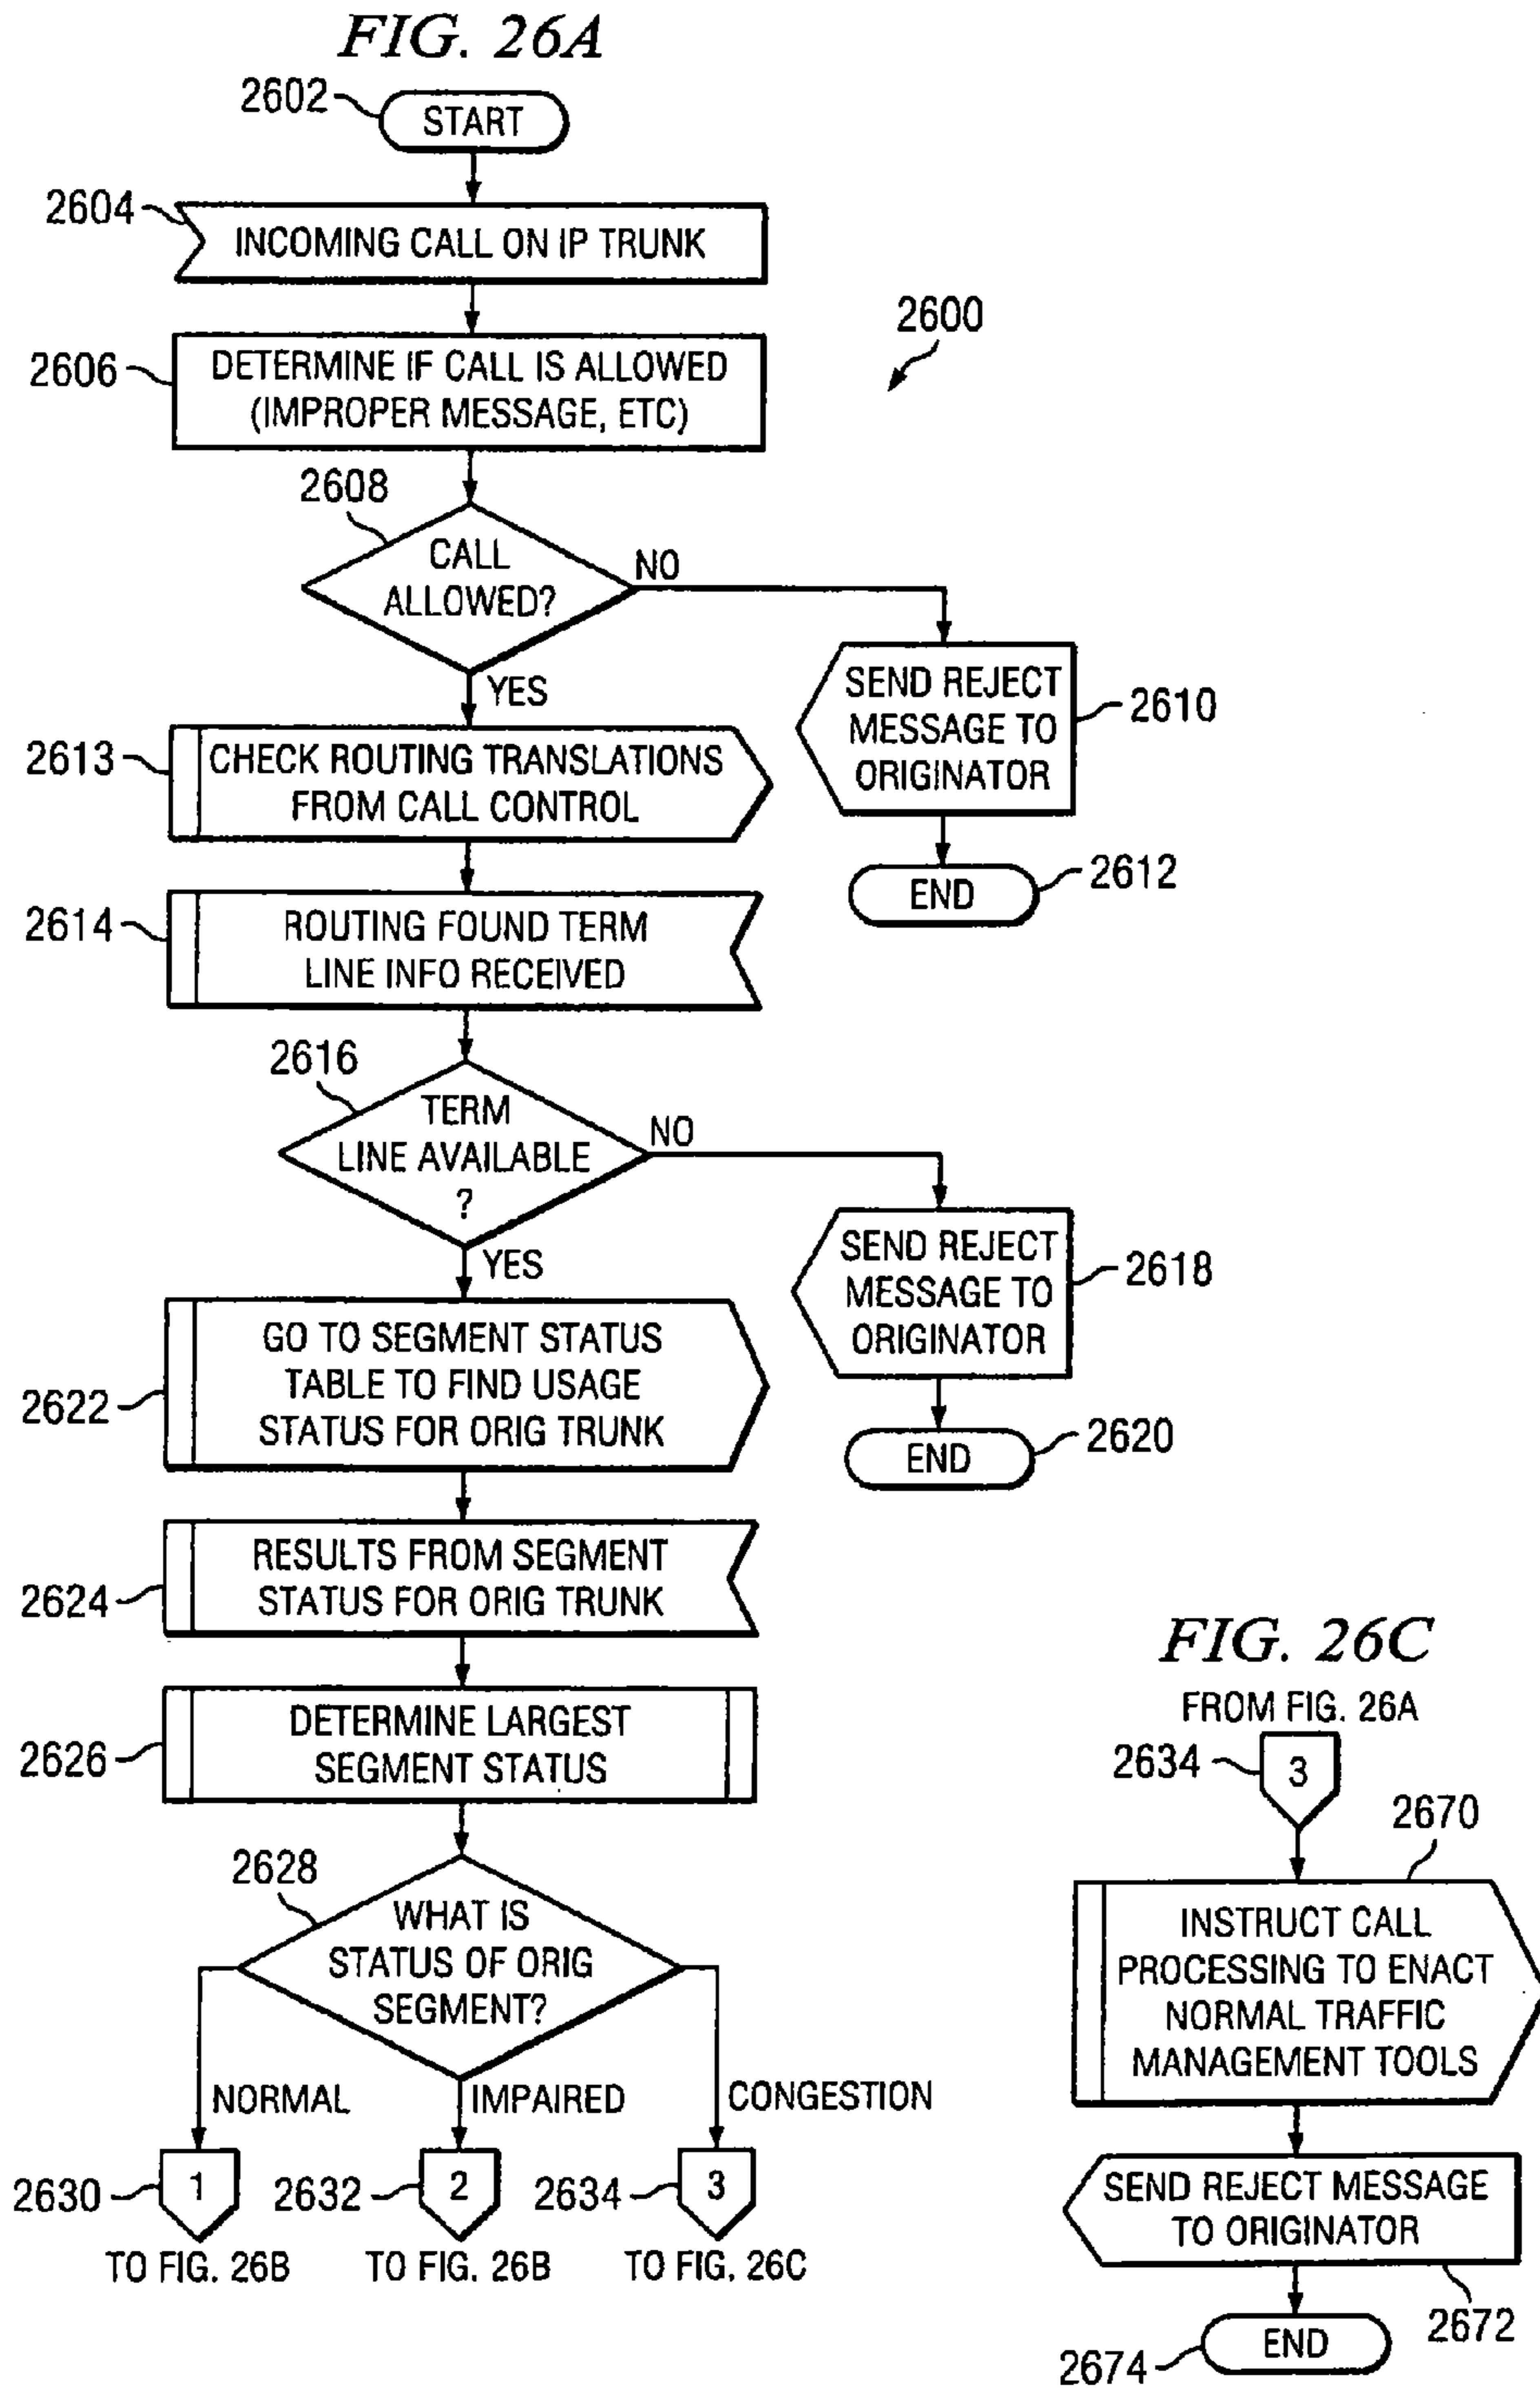 FIG. 26A
2602
START
2604
INCOMING CALL ON IP TRUNK
2600
2606
DETERMINE IF CALL IS ALLOWED
(IMPROPER MESSAGE, ETC)
2608
CALL
ALLOWED?
NO
YES
SEND REJECT
MESSAGE TO
ORIGINATOR
2610
2613
CHECK ROUTING TRANSLATIONS
FROM CALL CONTROL
END
2612
2614
ROUTING FOUND TERM
LINE INFO RECEIVED
2616
TERM
LINE AVAILABLE
?
NO
YES
SEND REJECT
MESSAGE TO
ORIGINATOR
2618
2622
GO TO SEGMENT STATUS
TABLE TO FIND USAGE
STATUS FOR ORIG TRUNK
END
2620
2624
RESULTS FROM SEGMENT
STATUS FOR ORIG TRUNK
2626
DETERMINE LARGEST
SEGMENT STATUS
2628
WHAT IS
STATUS OF ORIG
SEGMENT?
NORMAL
IMPAIRED
CONGESTION
2630
1
2632
2
2634
3
TO FIG. 26B
TO FIG. 26B
TO FIG. 26C
FIG. 26C
FROM FIG. 26A
2634
3
2670
INSTRUCT CALL
PROCESSING TO ENACT
NORMAL TRAFFIC
MANAGEMENT TOOLS
SEND REJECT MESSAGE
TO ORIGINATOR
2672
END
2674